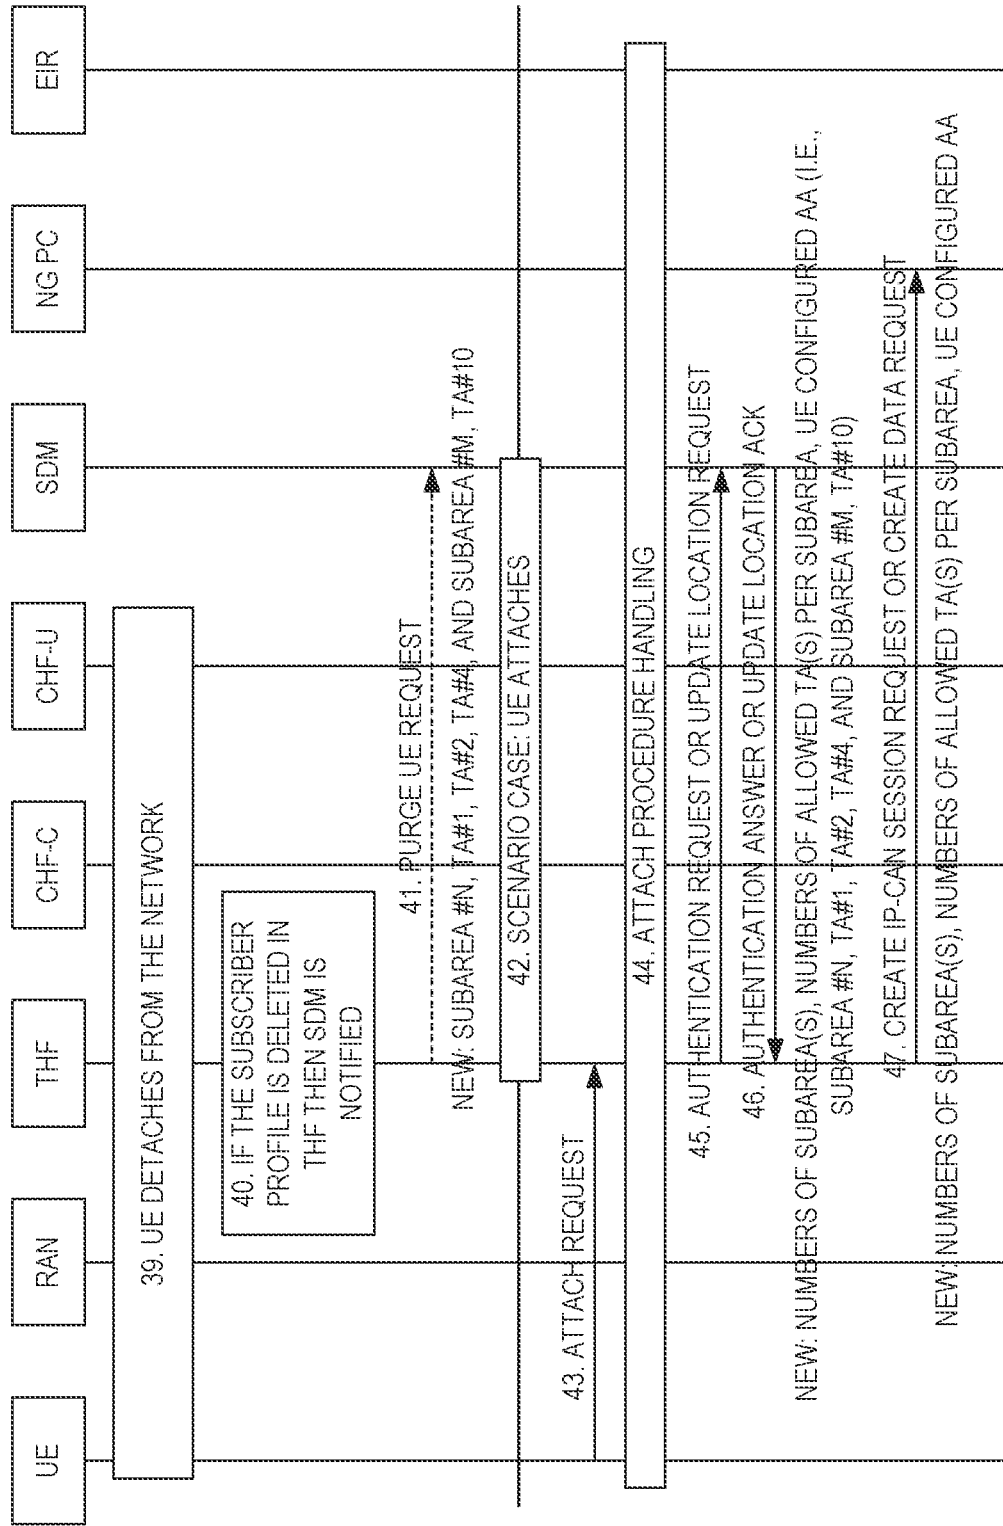 UE
RAN
THF
CHF-C
CHF-U
SDM
NG PC
EIR
39. UE DETACHES FROM THE NETWORK
40. IF THE SUBSCRIBER
PROFILE IS DELETED IN
THF THEN SDM IS
NOTIFIED
41. PURGE UE REQUEST
NEW: SUBAREA #N, TA#1, TA#2, TA#4, AND SUBAREA #M, TA#10
42. SCENARIO CASE: UE ATTACHES
43. ATTACH REQUEST
44. ATTACH PROCEDURE HANDLING
45. AUTHENTICATION REQUEST OR UPDATE LOCATION REQUEST
46. AUTHENTICATION ANSWER OR UPDATE LOCATION ACK
NEW: NUMBERS OF SUBAREA(S), NUMBERS OF ALLOWED TA(S) PER SUBAREA, UE CONFIGURED AA (I.E.,
SUBAREA #N, TA#1, TA#2, TA#4, AND SUBAREA #M, TA#10)
47. CREATE IP-CAN SESSION REQUEST OR CREATE DATA REQUEST
NEW: NUMBERS OF SUBAREA(S), NUMBERS OF ALLOWED TA(S) PER SUBAREA, UE CONFIGURED AA